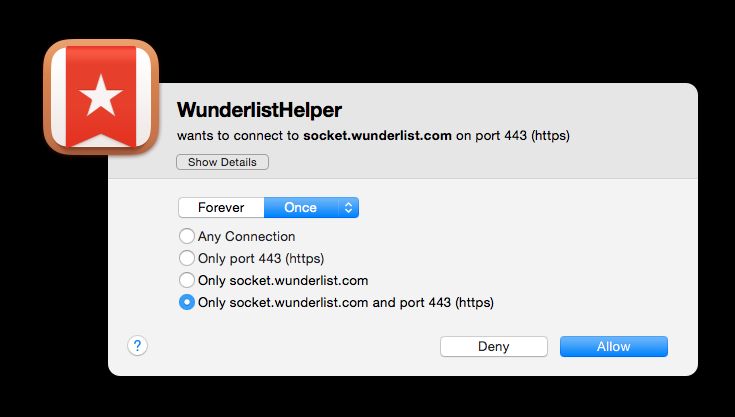 WunderlistHelper
wants to connect to socket.wunderlist.com on port 443 (https)
Show Details
Forever Once
Any Connection
Only port 443 (https)
Only socket.wunderlist.com
Only socket.wunderlist.com and port 443 (https)
? Deny Allow